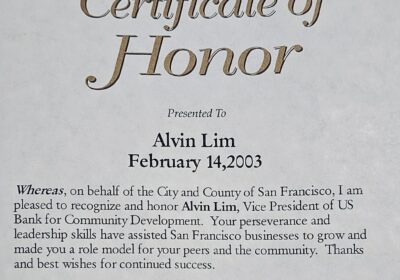 Certificate of
Honor
Presented To
Alvin Lim
February 14,2003
Whereas, on behalf of the City and County of San Francisco, I am
pleased to recognize and honor Alvin Lim, Vice President of US
Bank for Community Development. Your perseverance and
leadership skills have assisted San Francisco businesses to grow and
made you a role model for your peers and the community. Thanks
and best wishes for continued success.